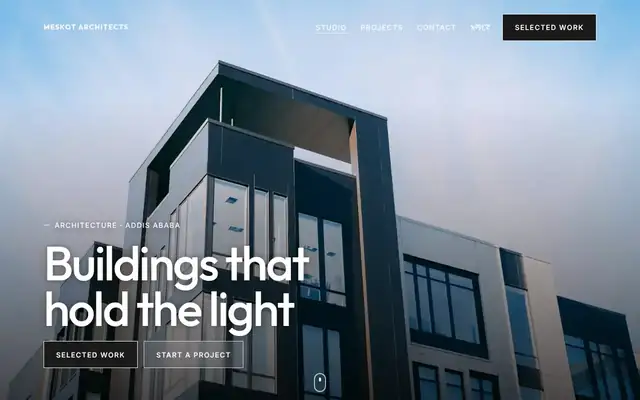 MESKOT ARCHITECTS
STUDIO
PROJECTS
CONTACT
አማርኛ
SELECTED WORK
— ARCHITECTURE · ADDIS ABABA
Buildings that
hold the light
SELECTED WORK
START A PROJECT